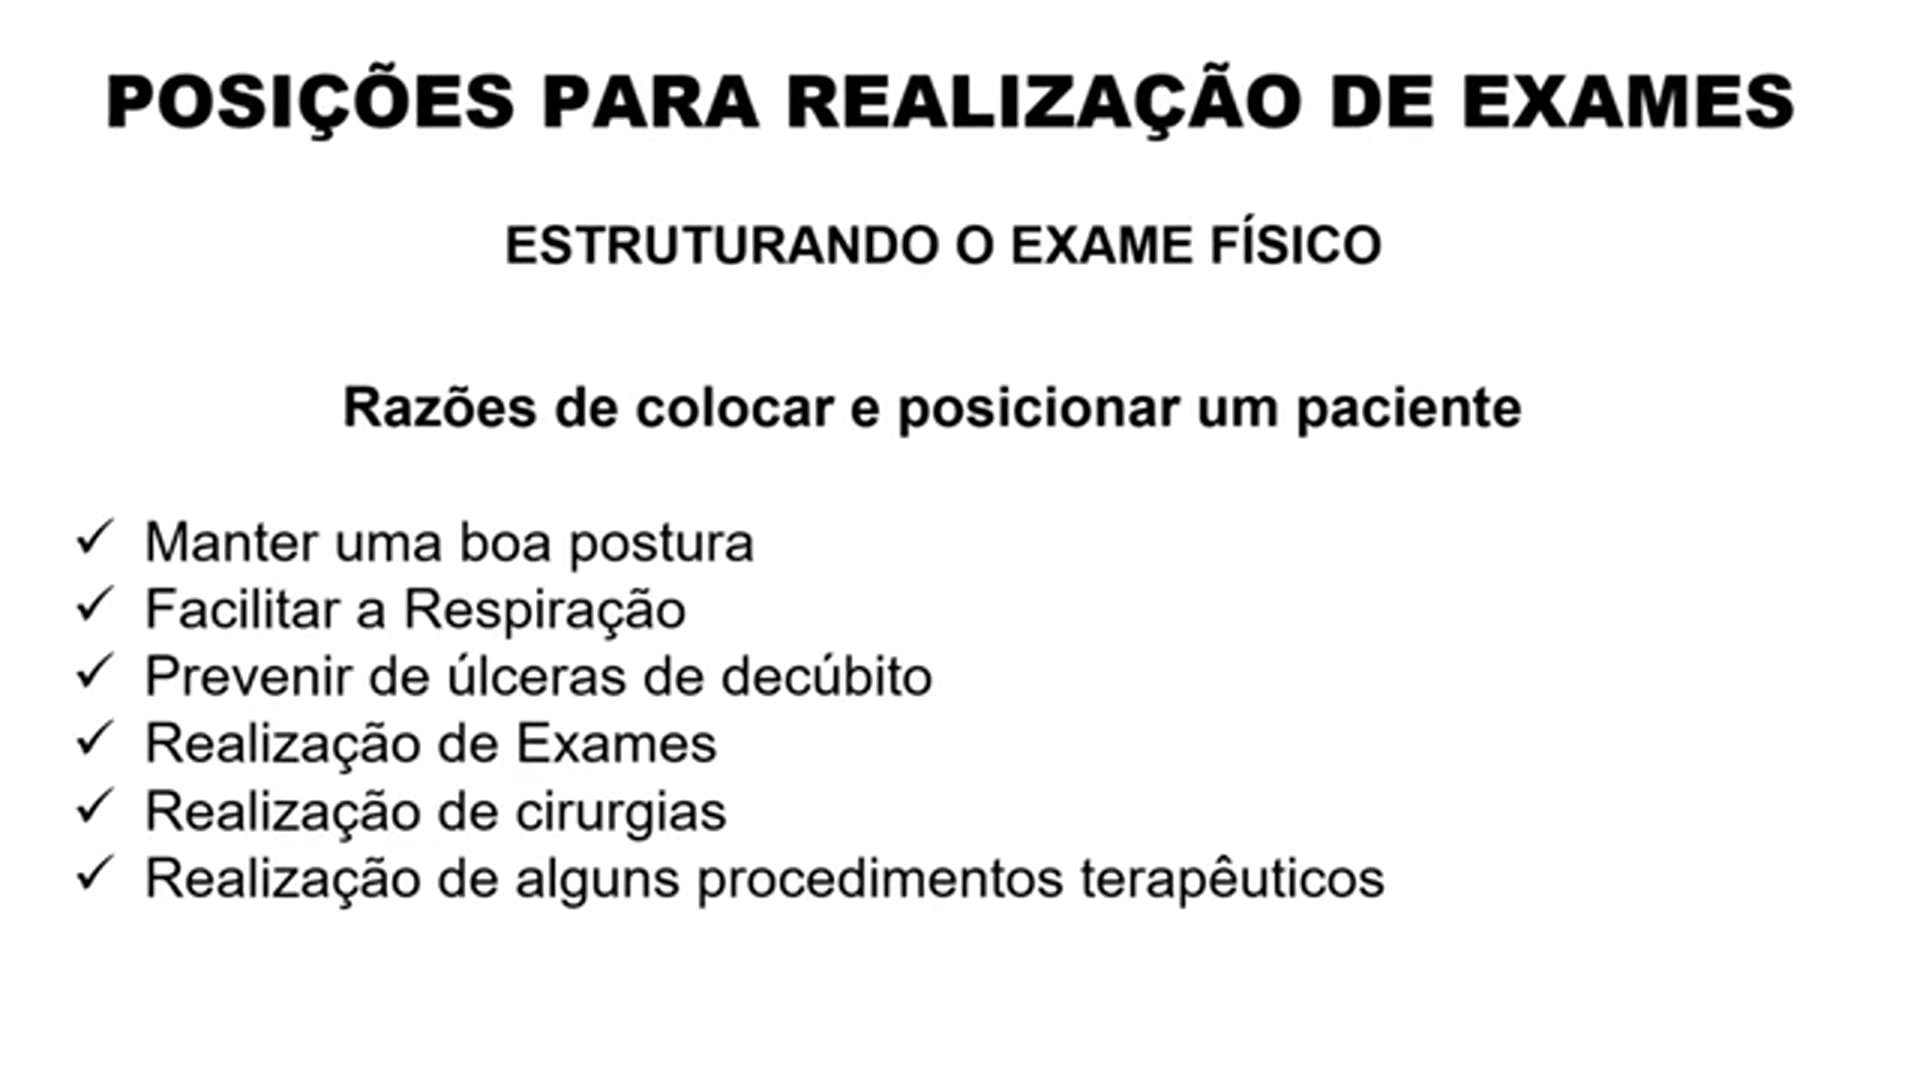 POSIÇÕES PARA REALIZAÇÃO DE EXAMES
ESTRUTURANDO O EXAME FÍSICO
Razões de colocar e posicionar um paciente
✓ Manter uma boa postura
✓ Facilitar a Respiração
✓ Prevenir de úlceras de decúbito
✓ Realização de Exames
✓ Realização de cirurgias
✓ Realização de alguns procedimentos terapêuticos